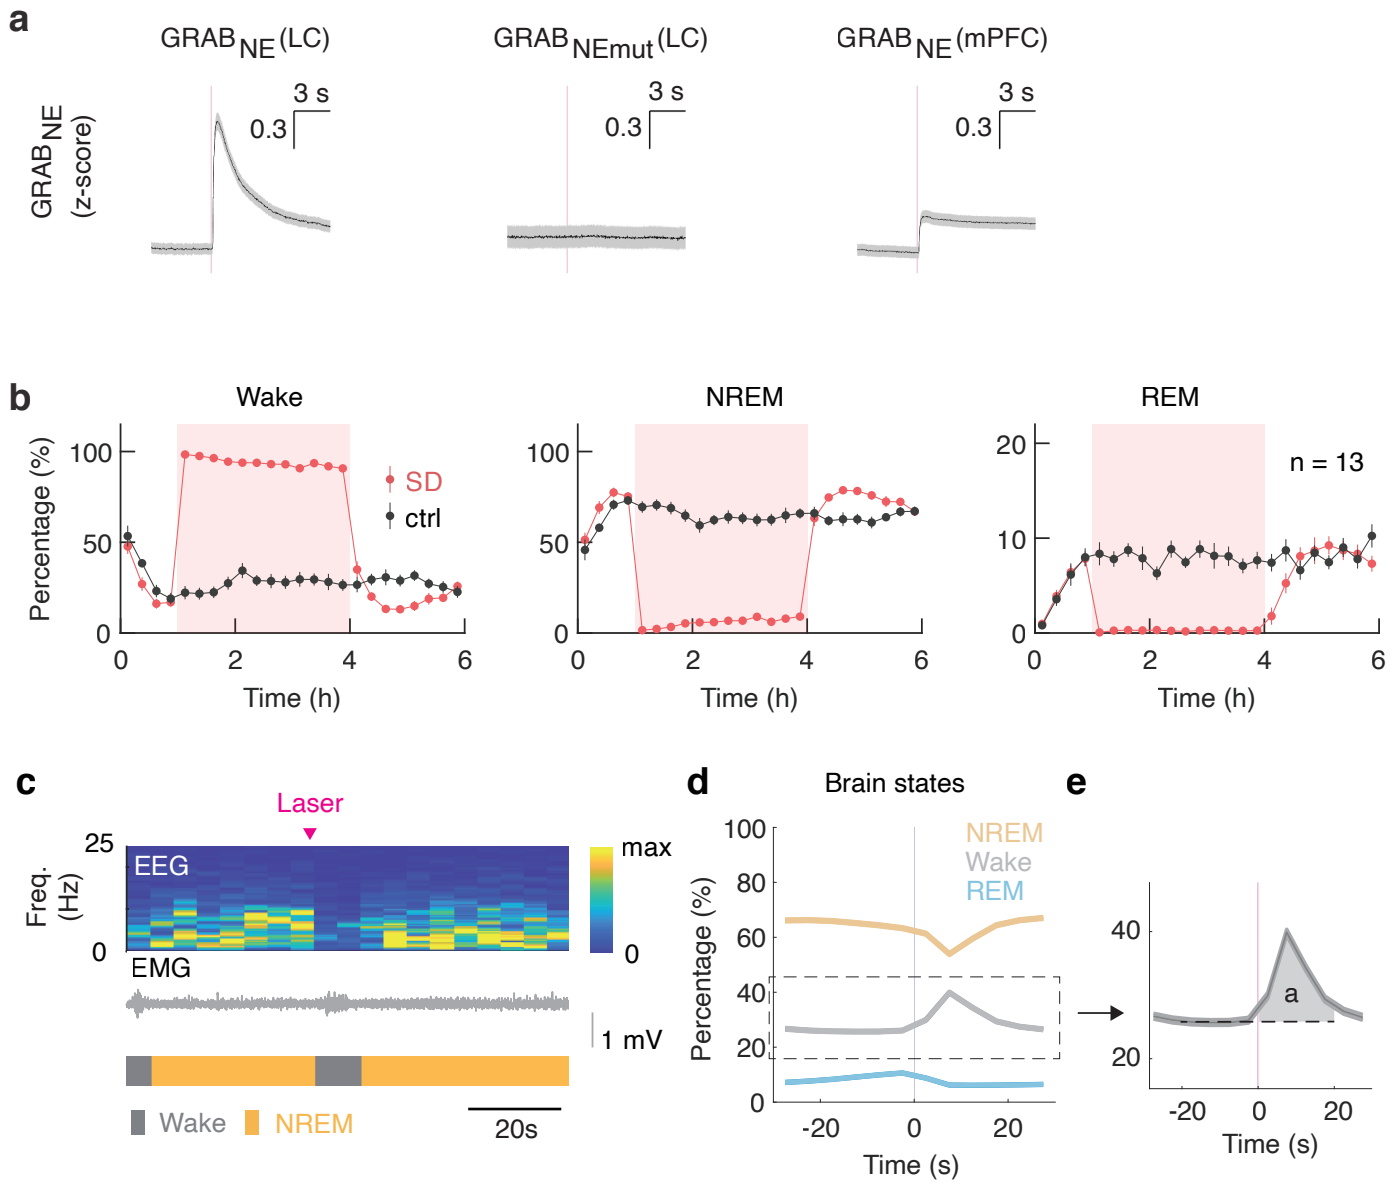 a
GRAB_NE (LC)
GRAB_NEmut (LC)
GRAB_NE (mPFC)
GRAB_NE
(z-score)
3 s
0.3
3 s
0.3
3 s
0.3
b
Wake
NREM
REM
Percentage (%)
100
50
0
SD
ctrl
0 2 4 6
Time (h)
100
50
0
0 2 4 6
Time (h)
20
10
0
n = 13
0 2 4 6
Time (h)
c
Laser
Freq.
(Hz)
25
0
EEG
max
0
EMG
1 mV
Wake
NREM
20s
d
Brain states
NREM
Wake
REM
Percentage (%)
100
80
60
40
20
0
-20 0 20
Time (s)
e
40
20
a
-20 0 20
Time (s)